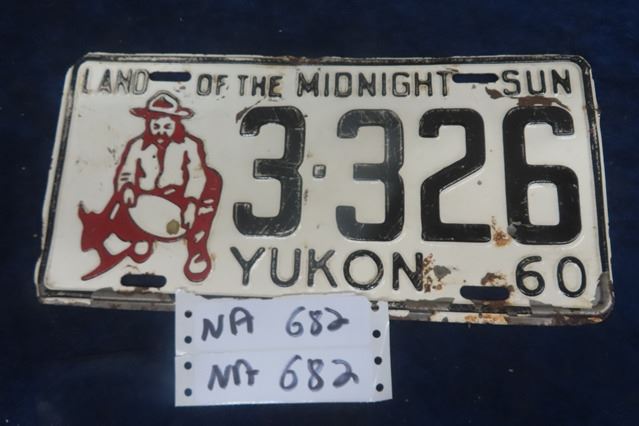 LAND OF THE MIDNIGHT SUN
3·326
YUKON 60
NA 682
NA 682